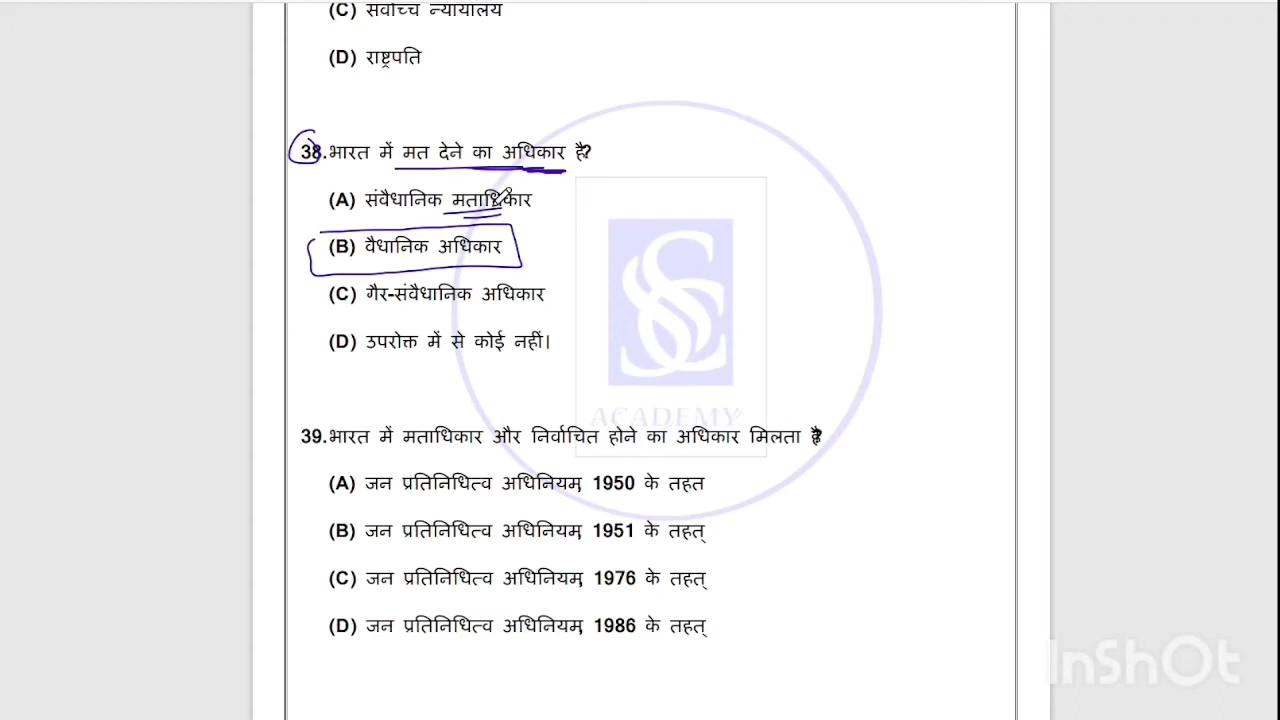 (C) सर्वोच्च न्यायालय
(D) राष्ट्रपति
38. भारत में मत देने का अधिकार है?
(A) संवैधानिक मताधिकार
(B) वैधानिक अधिकार
(C) गैर-संवैधानिक अधिकार
(D) उपरोक्त में से कोई नहीं।
ACADEMY
39. भारत में मताधिकार और निर्वाचित होने का अधिकार मिलता है?
(A) जन प्रतिनिधित्व अधिनियम, 1950 के तहत
(B) जन प्रतिनिधित्व अधिनियम, 1951 के तहत्
(C) जन प्रतिनिधित्व अधिनियम, 1976 के तहत्
(D) जन प्रतिनिधित्व अधिनियम, 1986 के तहत्
InShOt